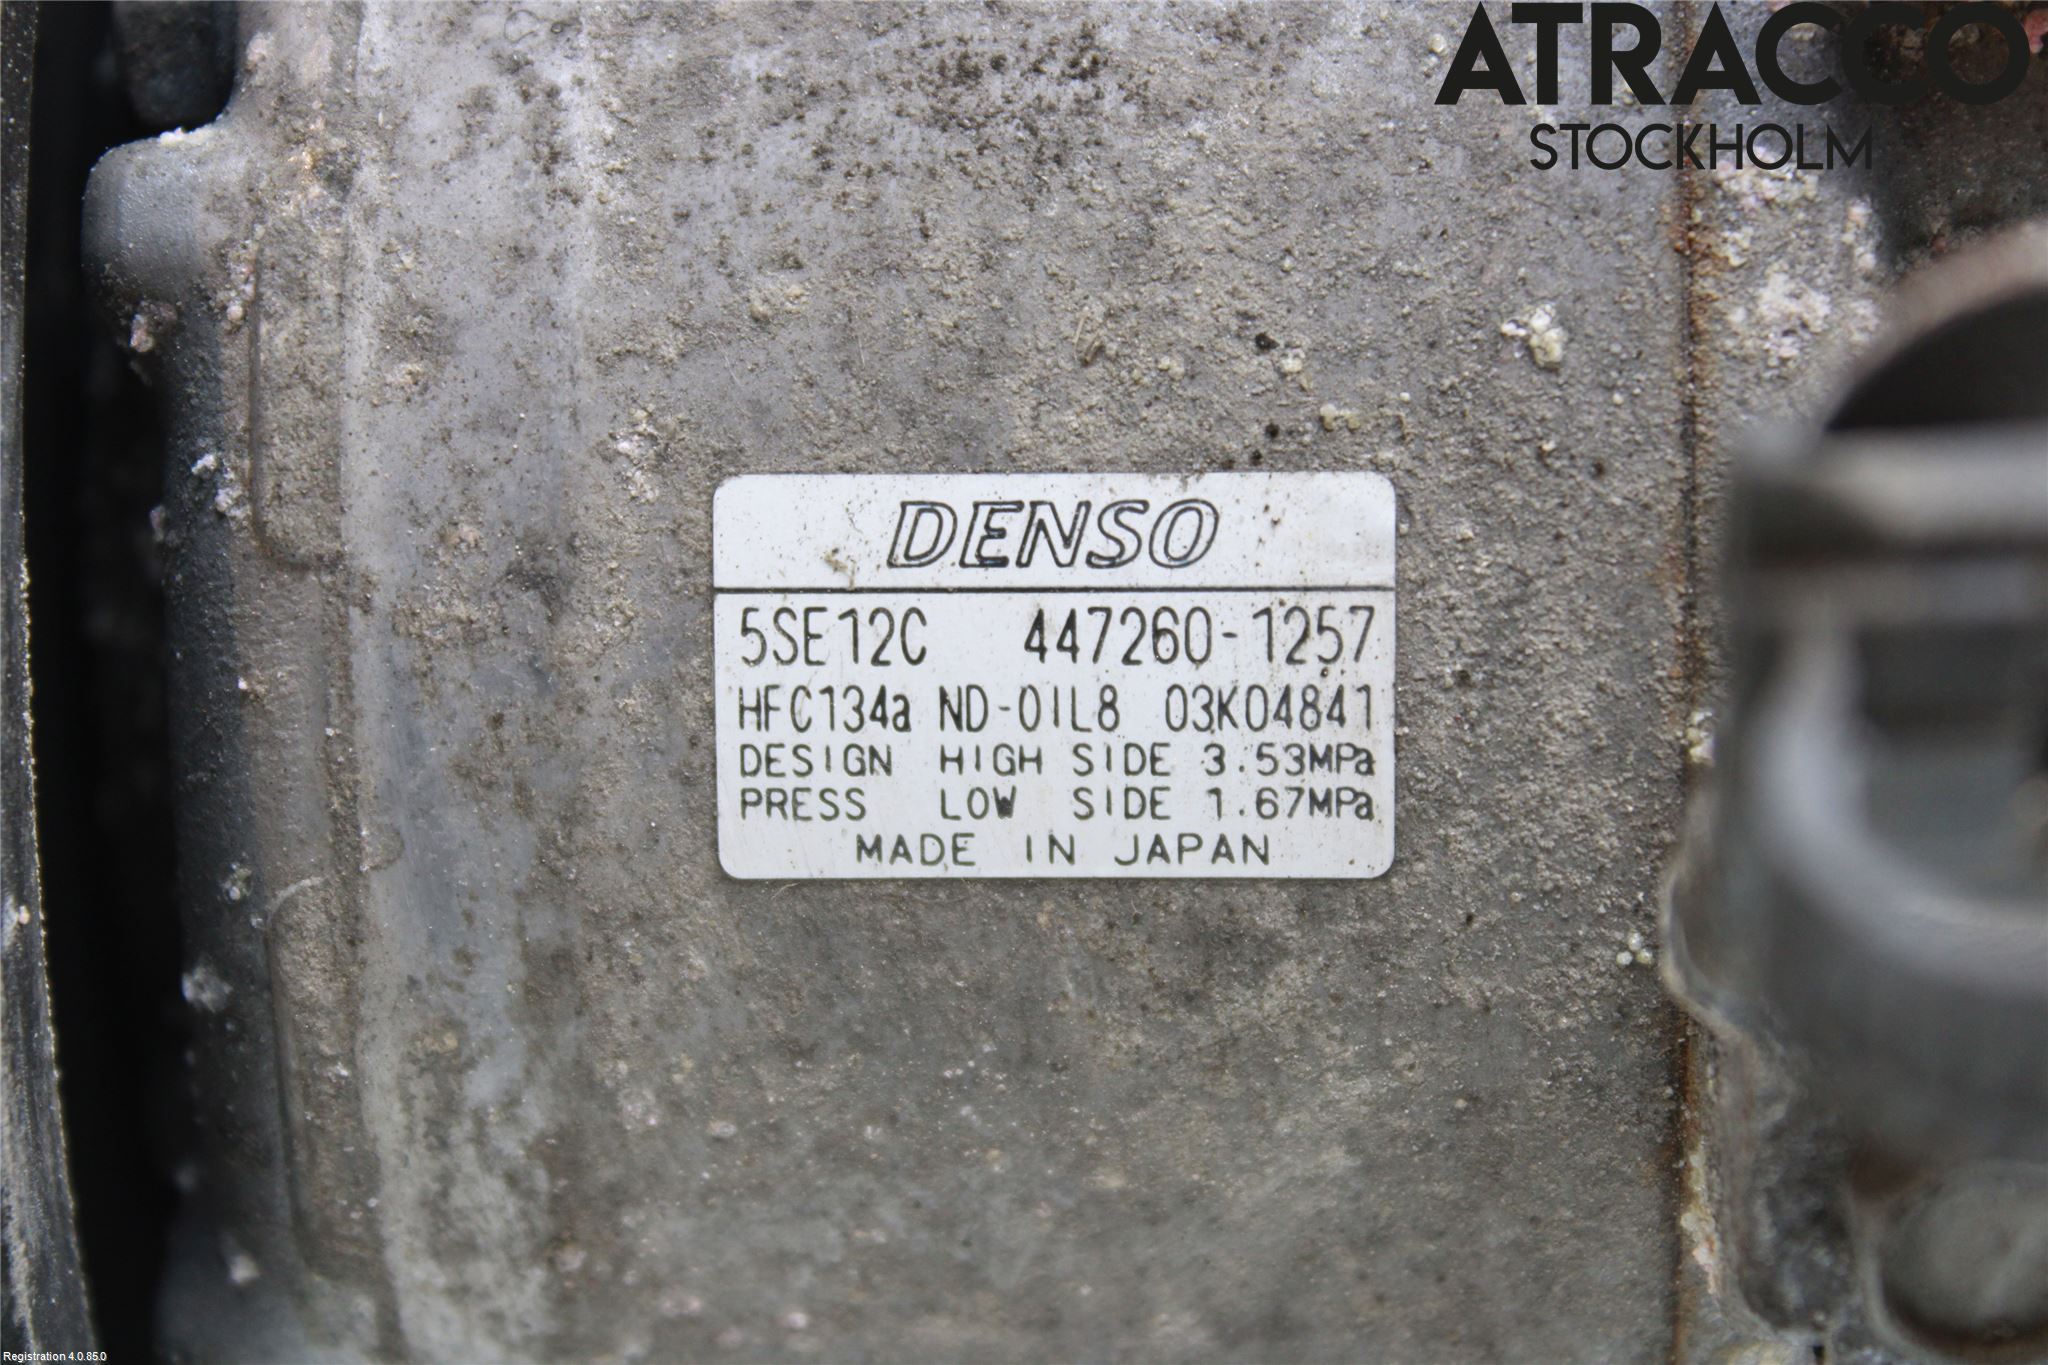 ATRACCO
STOCKHOLM
DENSO
5SE12C 447260-1257
HFC134a ND-OIL8 03K04841
DESIGN HIGH SIDE 3.53MPa
PRESS LOW SIDE 1.67MPa
MADE IN JAPAN
Registration 4.0.85.0